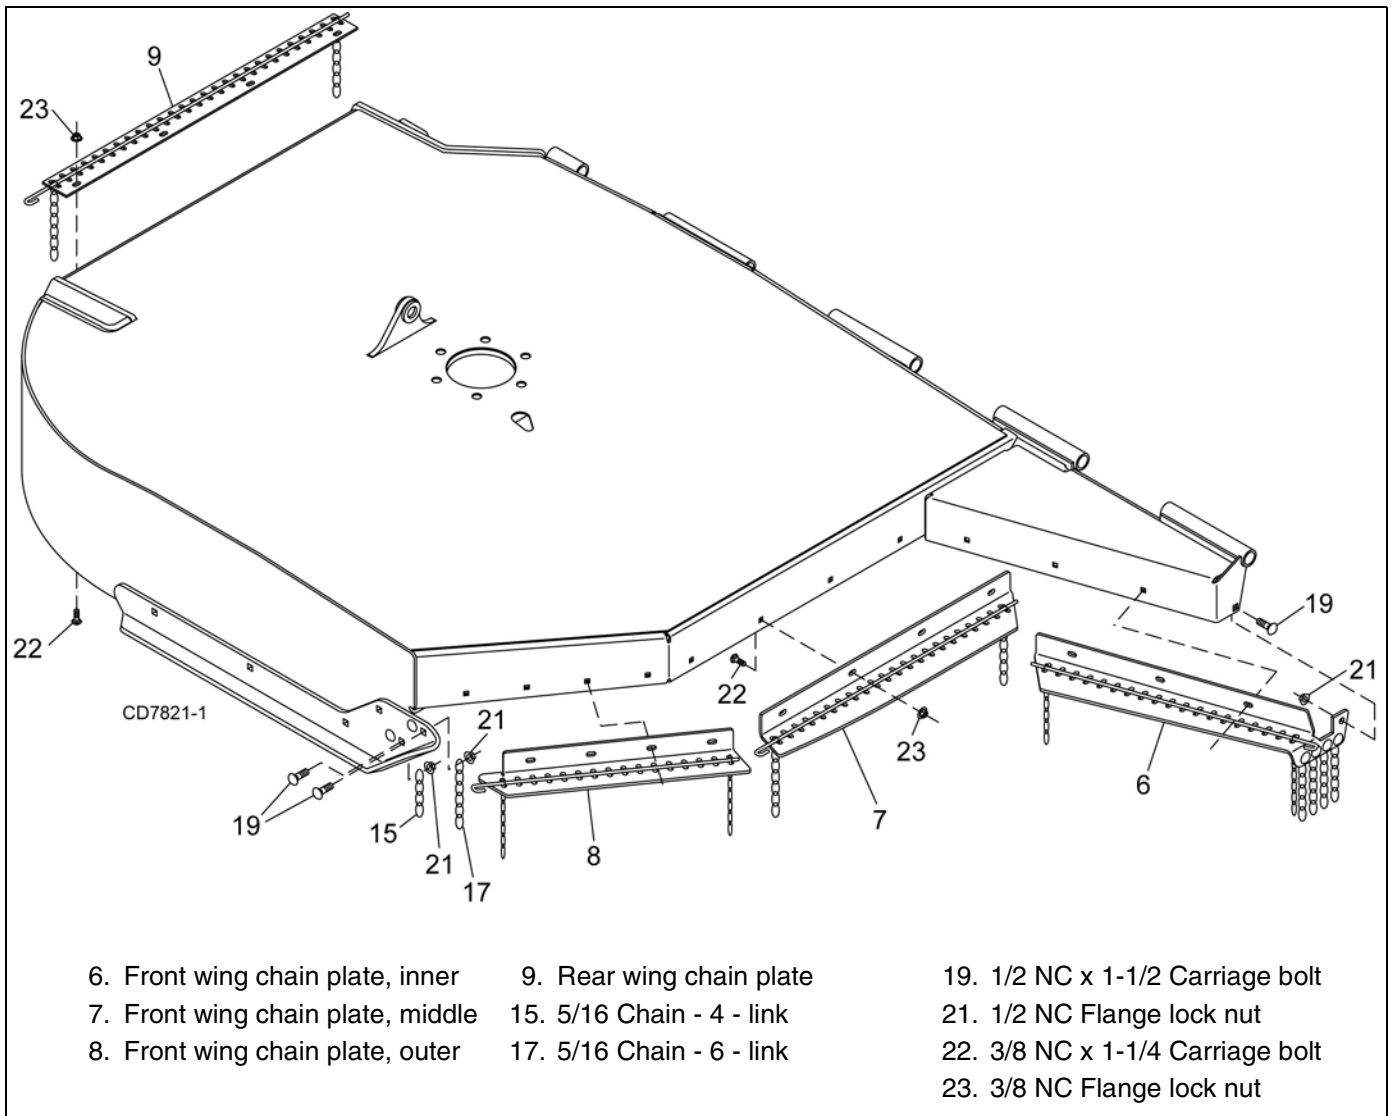 9
23
22
CD7821-1
19
21
22
21
19
15
21
17
8
23
7
6
6. Front wing chain plate, inner
7. Front wing chain plate, middle
8. Front wing chain plate, outer
9. Rear wing chain plate
15. 5/16 Chain - 4 - link
17. 5/16 Chain - 6 - link
19. 1/2 NC x 1-1/2 Carriage bolt
21. 1/2 NC Flange lock nut
22. 3/8 NC x 1-1/4 Carriage bolt
23. 3/8 NC Flange lock nut